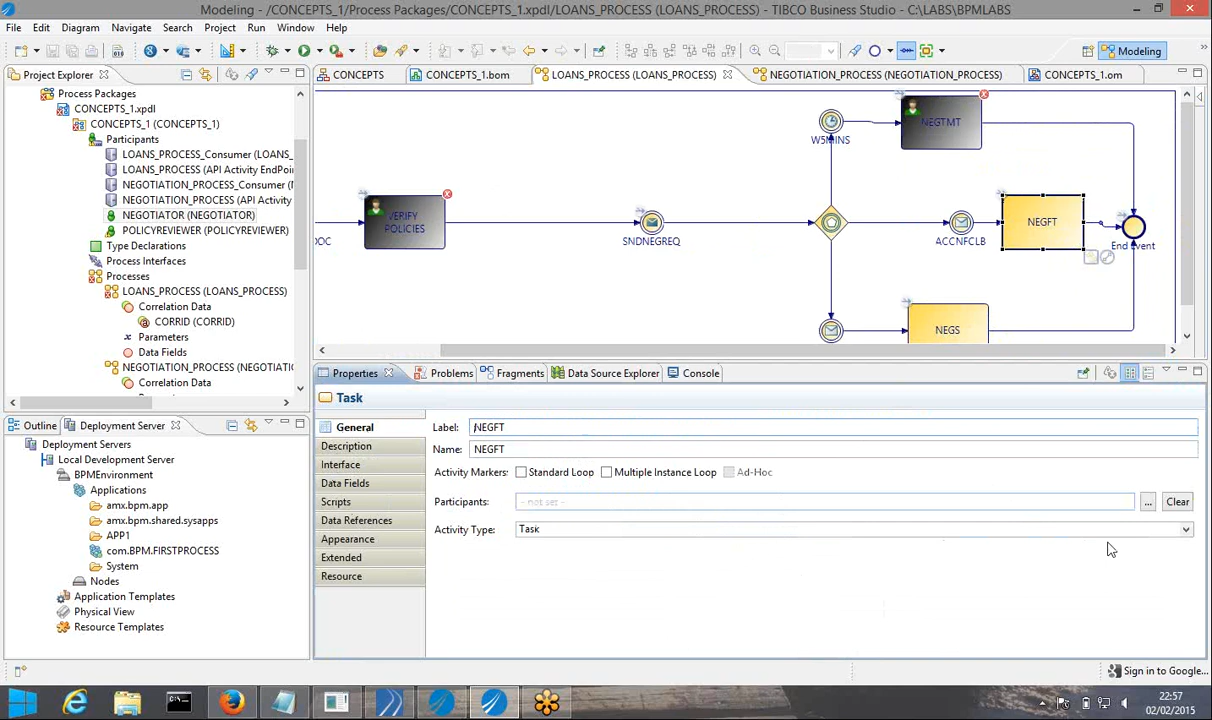 Modeling - /CONCEPTS_1/Process Packages/CONCEPTS_1.xpdl/LOANS_PROCESS (LOANS_PROCESS) - TIBCO Business Studio - C:\LABS\BPMLABS
File Edit Diagram Navigate Search Project Run Window Help
Modeling
Project Explorer
CONCEPTS
CONCEPTS_1.bom
LOANS_PROCESS (LOANS_PROCESS)
NEGOTIATION_PROCESS (NEGOTIATION_PROCESS)
CONCEPTS_1.om
Process Packages
CONCEPTS_1.xpdl
CONCEPTS_1 (CONCEPTS_1)
Participants
LOANS_PROCESS_Consumer (LOANS_
LOANS_PROCESS (API Activity EndPoi
NEGOTIATION_PROCESS_Consumer (N
NEGOTIATION_PROCESS (API Activity
NEGOTIATOR (NEGOTIATOR)
POLICYREVIEWER (POLICYREVIEWER)
Type Declarations
Process Interfaces
Processes
LOANS_PROCESS (LOANS_PROCESS)
Correlation Data
CORRID (CORRID)
Parameters
Data Fields
NEGOTIATION_PROCESS (NEGOTIATI
Correlation Data
NEGTMT
W5MINS
VERIFY
POLICIES
NEGFT
DOC
SNDNEGREQ
ACCNFCLB
End Event
NEGS
Outline
Deployment Server
Deployment Servers
Local Development Server
BPMEnvironment
Applications
amx.bpm.app
amx.bpm.shared.sysapps
APP1
com.BPM.FIRSTPROCESS
System
Nodes
Application Templates
Physical View
Resource Templates
Properties
Problems
Fragments
Data Source Explorer
Console
Task
General
Description
Interface
Data Fields
Scripts
Data References
Appearance
Extended
Resource
Label: NEGFT
Name: NEGFT
Activity Markers: Standard Loop Multiple Instance Loop Ad-Hoc
Participants: - not set - ... Clear
Activity Type: Task
Sign in to Google...
22:57
02/02/2015